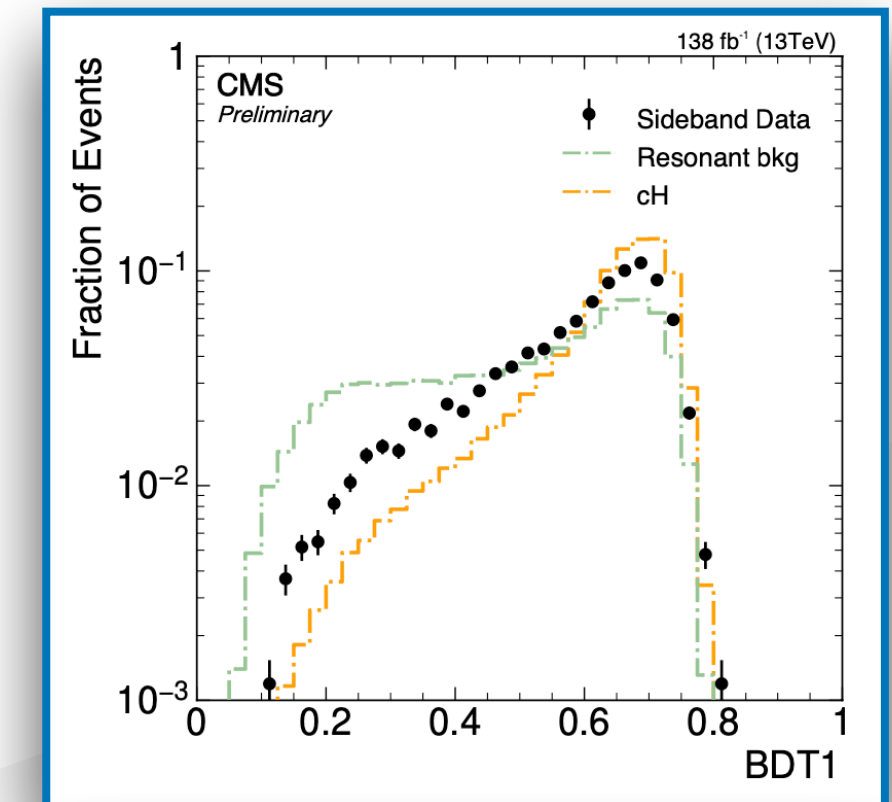 138 fb⁻¹ (13TeV)
CMS
Preliminary
Sideband Data
Resonant bkg
cH
Fraction of Events
1
10⁻¹
10⁻²
10⁻³
0 0.2 0.4 0.6 0.8 1
BDT1